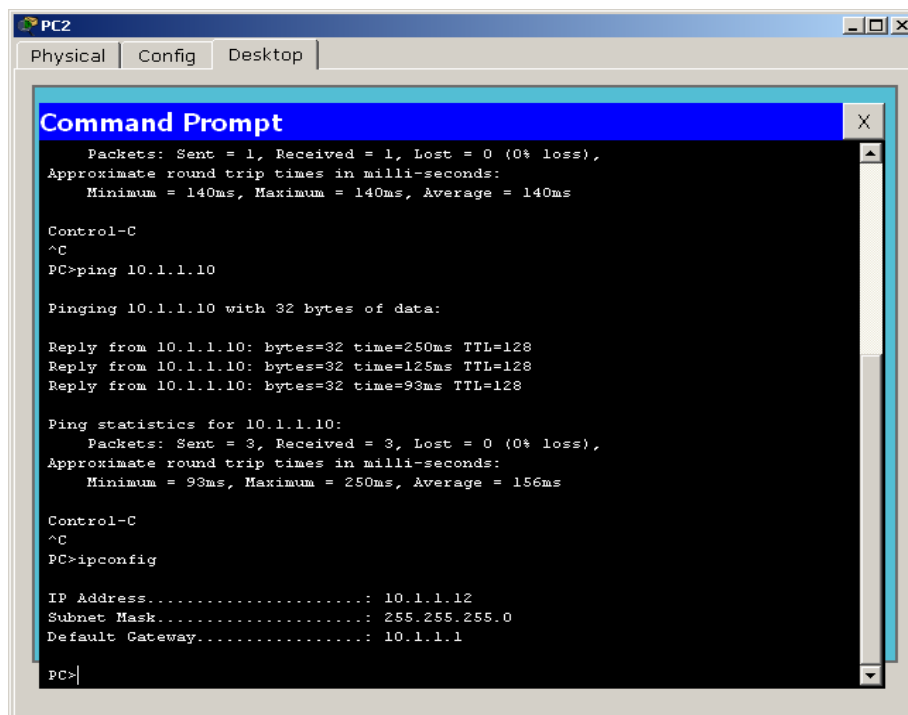 PC2
Physical Config Desktop
Command Prompt X
Packets: Sent = 1, Received = 1, Lost = 0 (0% loss),
Approximate round trip times in milli-seconds:
Minimum = 140ms, Maximum = 140ms, Average = 140ms
Control-C
^C
PC>ping 10.1.1.10
Pinging 10.1.1.10 with 32 bytes of data:
Reply from 10.1.1.10: bytes=32 time=250ms TTL=128
Reply from 10.1.1.10: bytes=32 time=125ms TTL=128
Reply from 10.1.1.10: bytes=32 time=93ms TTL=128
Ping statistics for 10.1.1.10:
Packets: Sent = 3, Received = 3, Lost = 0 (0% loss),
Approximate round trip times in milli-seconds:
Minimum = 93ms, Maximum = 250ms, Average = 156ms
Control-C
^C
PC>ipconfig
IP Address......................: 10.1.1.12
Subnet Mask.....................: 255.255.255.0
Default Gateway.................: 10.1.1.1
PC>